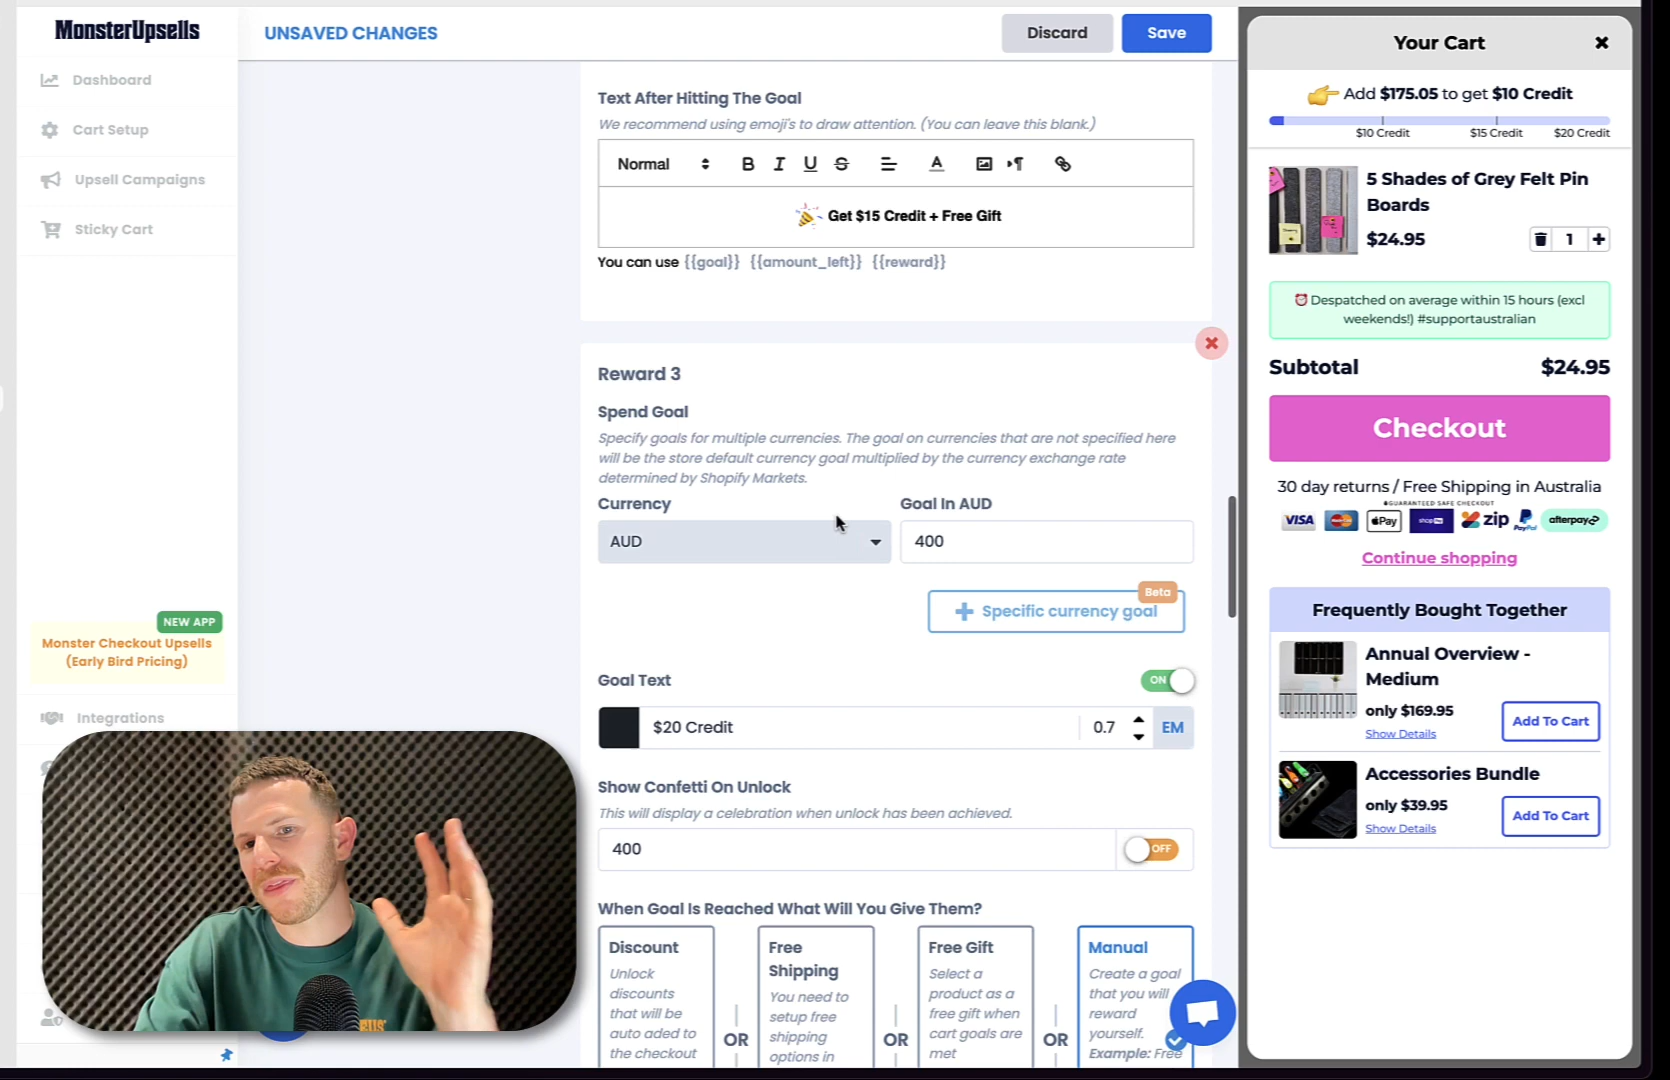 MonsterUpsells
UNSAVED CHANGES
Discard
Save
Dashboard
Cart Setup
Upsell Campaigns
Sticky Cart
NEW APP
Monster Checkout Upsells
(Early Bird Pricing)
Integrations
Text After Hitting The Goal
We recommend using emoji's to draw attention. (You can leave this blank.)
Normal
B I U S A
🎉 Get $15 Credit + Free Gift
You can use {{goal}} {{amount_left}} {{reward}}
Reward 3
Spend Goal
Specify goals for multiple currencies. The goal on currencies that are not specified here
will be the store default currency goal multiplied by the currency exchange rate
determined by Shopify Markets.
Currency
Goal In AUD
AUD
400
Beta
+ Specific currency goal
Goal Text
ON
$20 Credit
0.7
EM
Show Confetti On Unlock
This will display a celebration when unlock has been achieved.
400
OFF
When Goal Is Reached What Will You Give Them?
Discount
Unlock
discounts
that will be
auto aded to
the checkout
OR
Free
Shipping
You need to
setup free
shipping
options in
OR
Free Gift
Select a
product as a
free gift when
cart goals are
met
OR
Manual
Create a goal
that you will
reward
yourself.
Example: Free
Your Cart
👉 Add $175.05 to get $10 Credit
$10 Credit
$15 Credit
$20 Credit
5 Shades of Grey Felt Pin
Boards
$24.95
1
⏰ Despatched on average within 15 hours (excl
weekends!) #supportaustralian
Subtotal
$24.95
Checkout
30 day returns / Free Shipping in Australia
GUARANTEED SAFE CHECKOUT
VISA
MasterCard
Pay
shop Pay
zip
PayPal
afterpay
Continue shopping
Frequently Bought Together
Annual Overview -
Medium
only $169.95
Show Details
Add To Cart
Accessories Bundle
only $39.95
Show Details
Add To Cart